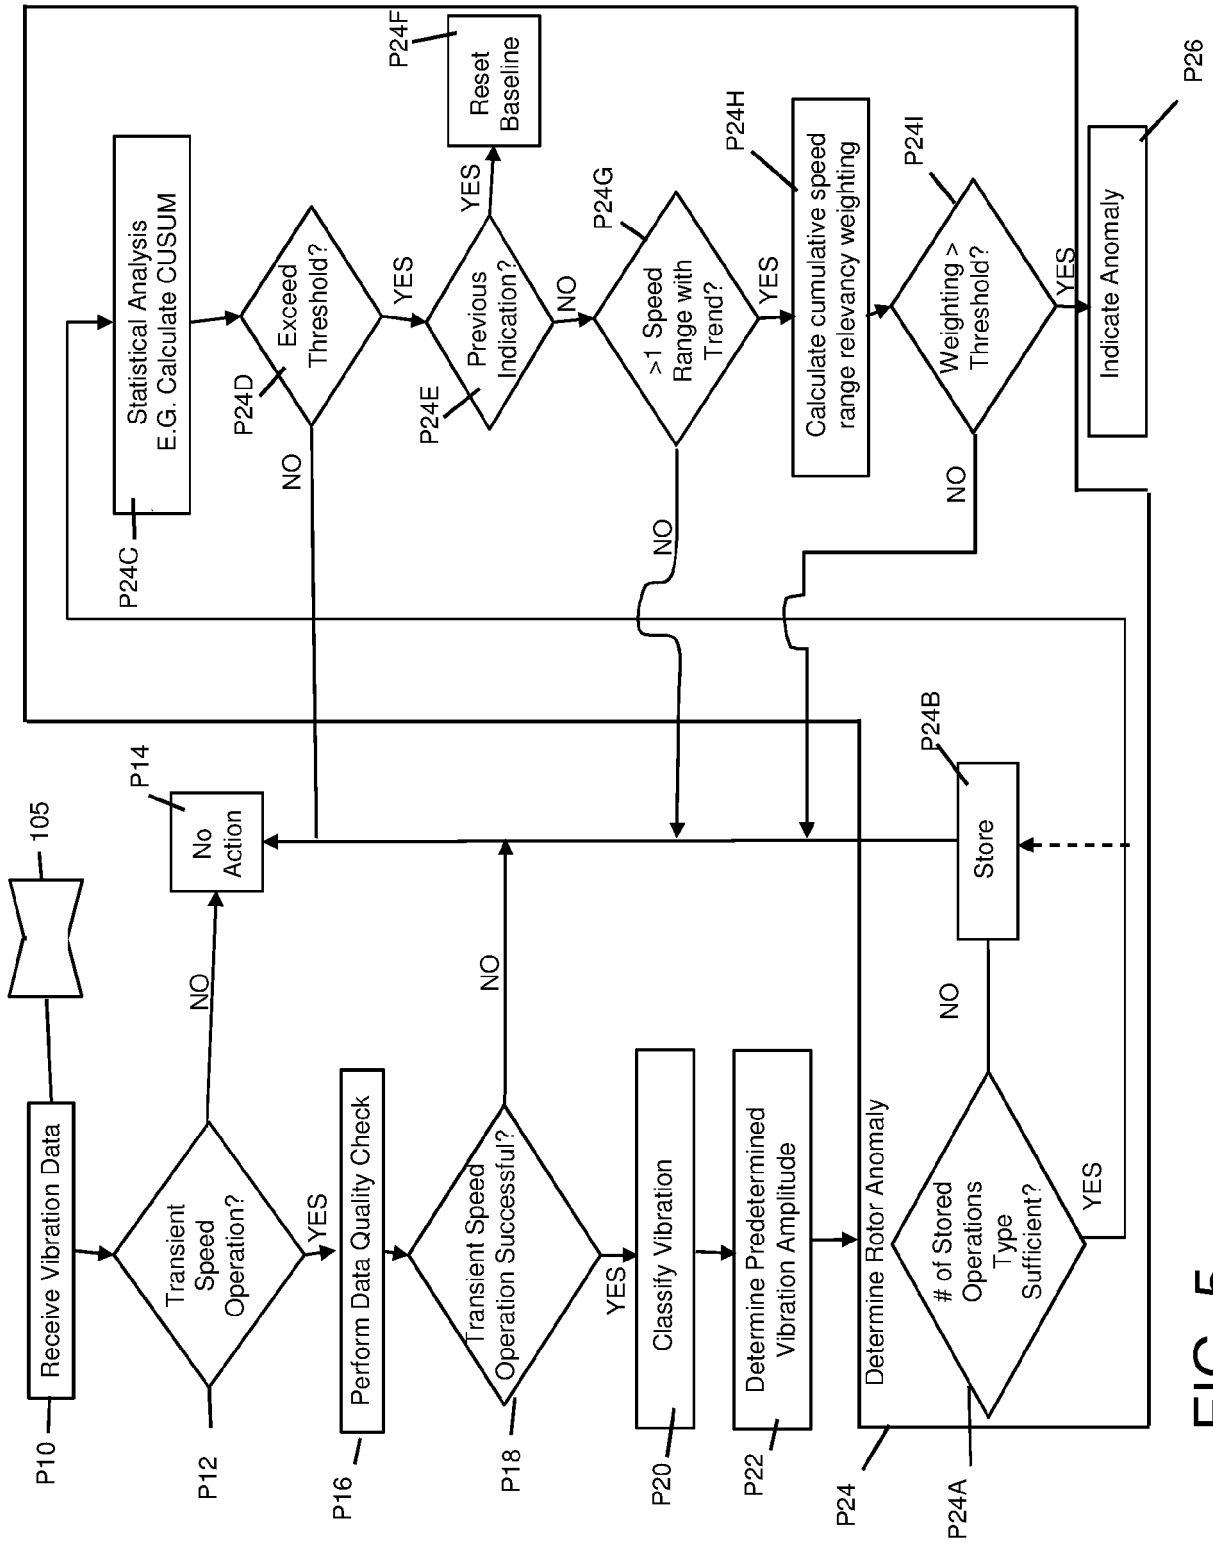 105
P10
Receive Vibration Data
P12
Transient
Speed
Operation?
NO
P14
No
Action
YES
P16
Perform Data Quality Check
P18
Transient Speed
Operation Successful?
NO
YES
P20
Classify Vibration
P22
Determine Predetermined
Vibration Amplitude
P24
Determine Rotor Anomaly
P24A
# of Stored
Operations
Type
Sufficient?
NO
P24B
Store
YES
P24C
Statistical Analysis
E.G. Calculate CUSUM
P24D
Exceed
Threshold?
NO
YES
P24E
Previous
Indication?
YES
P24F
Reset
Baseline
NO
P24G
>1 Speed
Range with
Trend?
NO
YES
P24H
Calculate cumulative speed
range relevancy weighting
P24I
Weighting >
Threshold?
NO
YES
P26
Indicate Anomaly